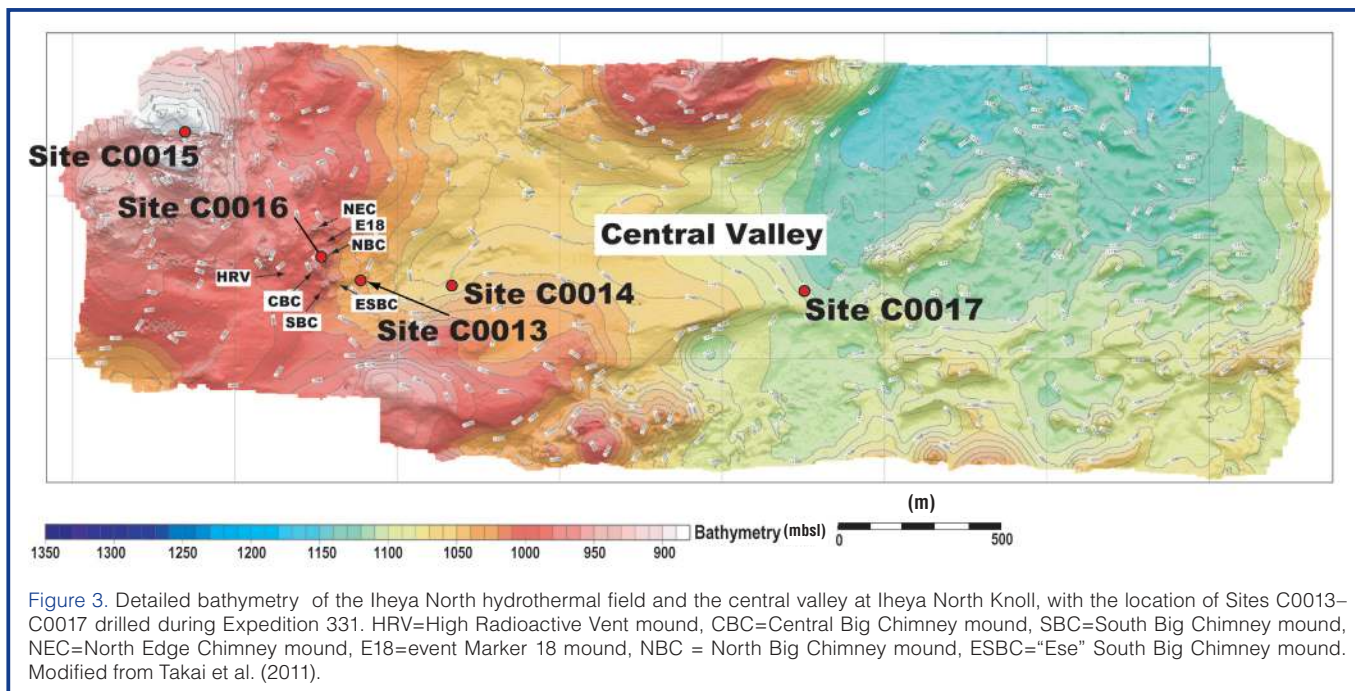 Site C0015
Site C0016
NEC
E18
NBC
HRV
CBC
SBC
ESBC
Site C0013
Site C0014
Central Valley
Site C0017
Bathymetry (mbsl)
1350 1300 1250 1200 1150 1100 1050 1000 950 900
(m)
0 500
Figure 3. Detailed bathymetry of the Iheya North hydrothermal field and the central valley at Iheya North Knoll, with the location of Sites C0013–
C0017 drilled during Expedition 331. HRV=High Radioactive Vent mound, CBC=Central Big Chimney mound, SBC=South Big Chimney mound,
NEC=North Edge Chimney mound, E18=event Marker 18 mound, NBC = North Big Chimney mound, ESBC=“Ese” South Big Chimney mound.
Modified from Takai et al. (2011).